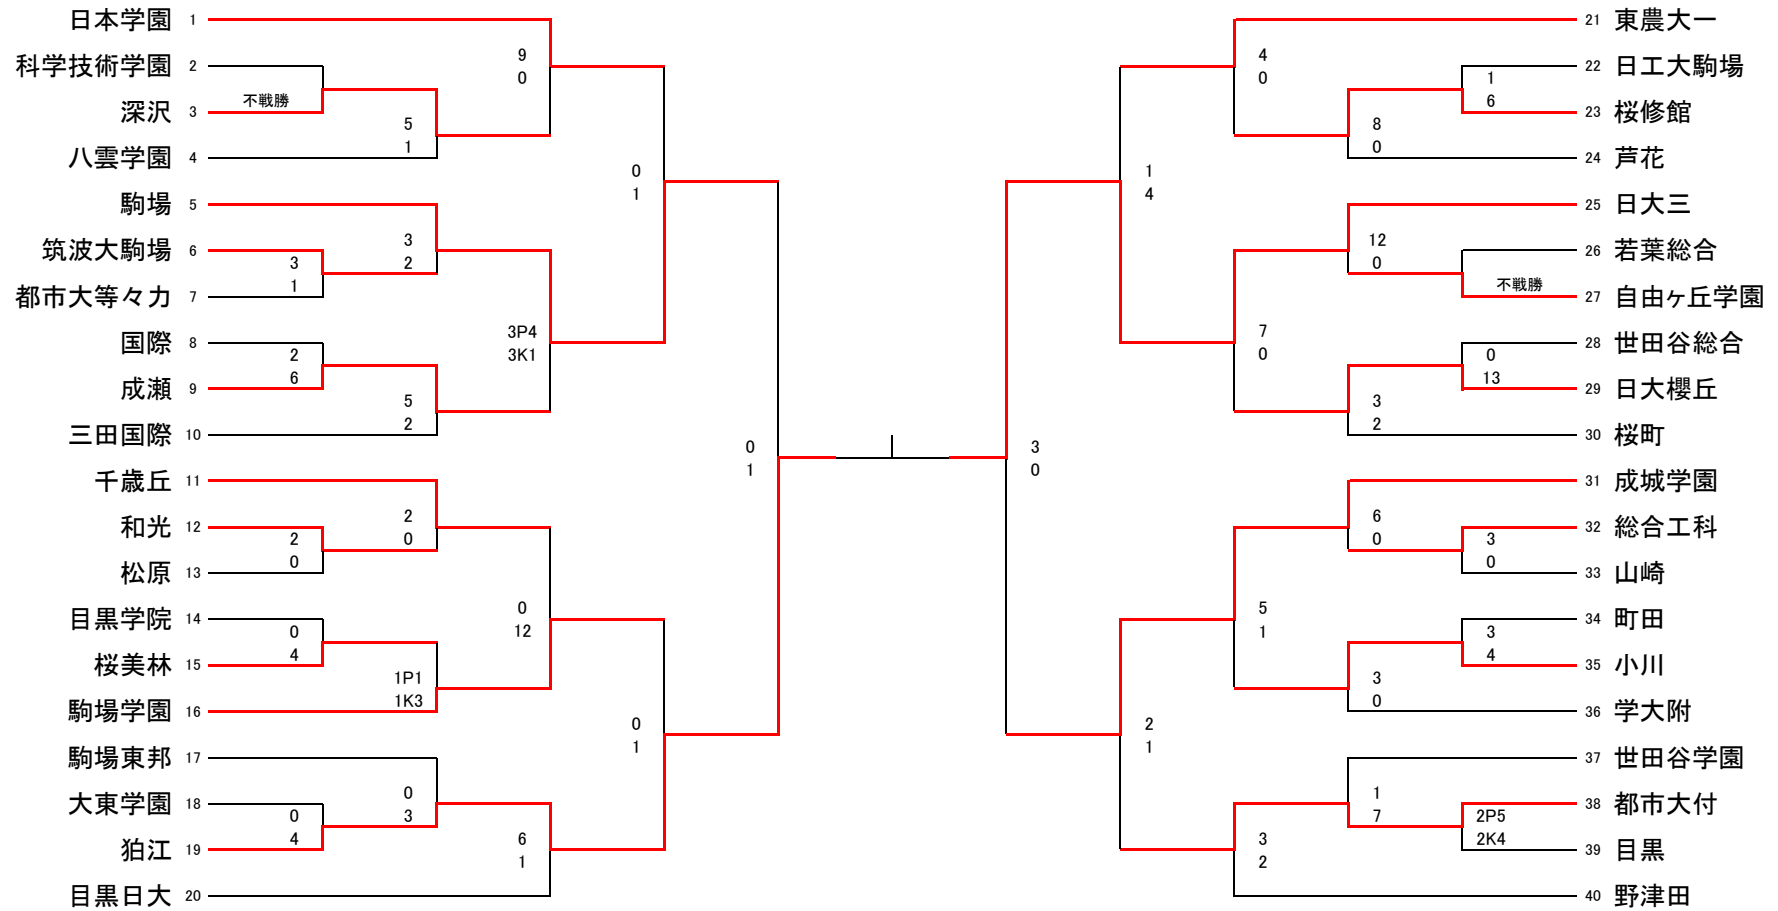 日本学園 1
科学技術学園 2
深沢 3
八雲学園 4
駒場 5
筑波大駒場 6
都市大等々力 7
国際 8
成瀬 9
三田国際 10
千歳丘 11
和光 12
松原 13
目黒学院 14
桜美林 15
駒場学園 16
駒場東邦 17
大東学園 18
狛江 19
目黒日大 20
不戦勝
3
1
2
6
2
0
0
4
0
4
5
1
3
2
5
2
2
0
1P1
1K3
0
3
9
0
3P4
3K1
0
12
6
1
0
1
0
1
0
1
3
0
1
4
2
1
4
0
7
0
5
1
3
2
8
0
12
0
3
2
6
0
3
0
1
7
1
6
不戦勝
0
13
3
0
3
4
2P5
2K4
21 東農大一
22 日工大駒場
23 桜修館
24 芦花
25 日大三
26 若葉総合
27 自由ヶ丘学園
28 世田谷総合
29 日大櫻丘
30 桜町
31 成城学園
32 総合工科
33 山崎
34 町田
35 小川
36 学大附
37 世田谷学園
38 都市大付
39 目黒
40 野津田